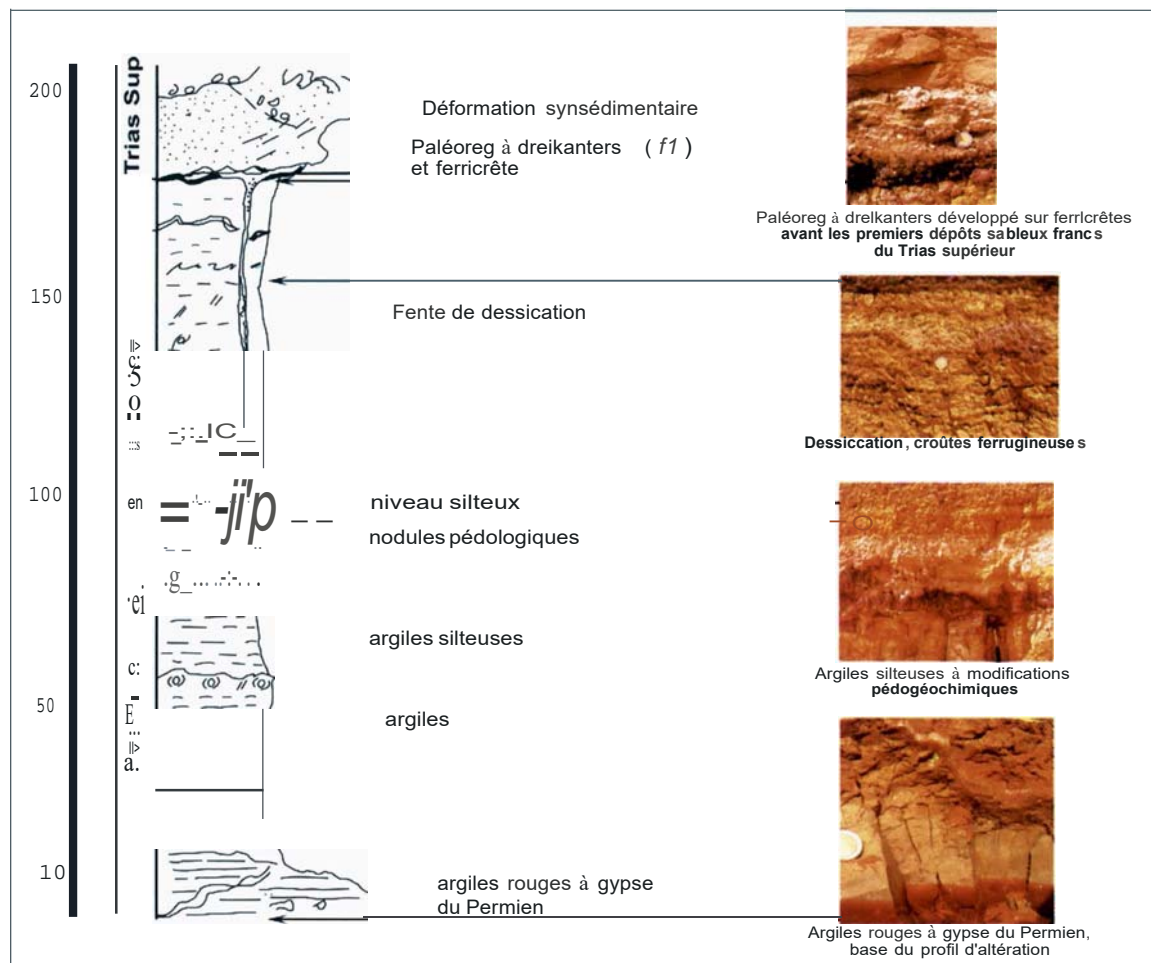 200
150
100
50
10
Trias Sup
Déformation synsédimentaire
Paléoreg à dreikanters ( f1 )
et ferricrête
Fente de dessication
niveau silteux
nodules pédologiques
argiles silteuses
argiles
argiles rouges à gypse
du Permien
Paléoreg à drelkanters développé sur ferrlcrêtes
avant les premiers dépôts sableux francs
du Trias supérieur
Dessiccation, croûtes ferrugineuses
Argiles silteuses à modifications
pédogéochimiques
Argiles rouges à gypse du Permien,
base du profil d'altération